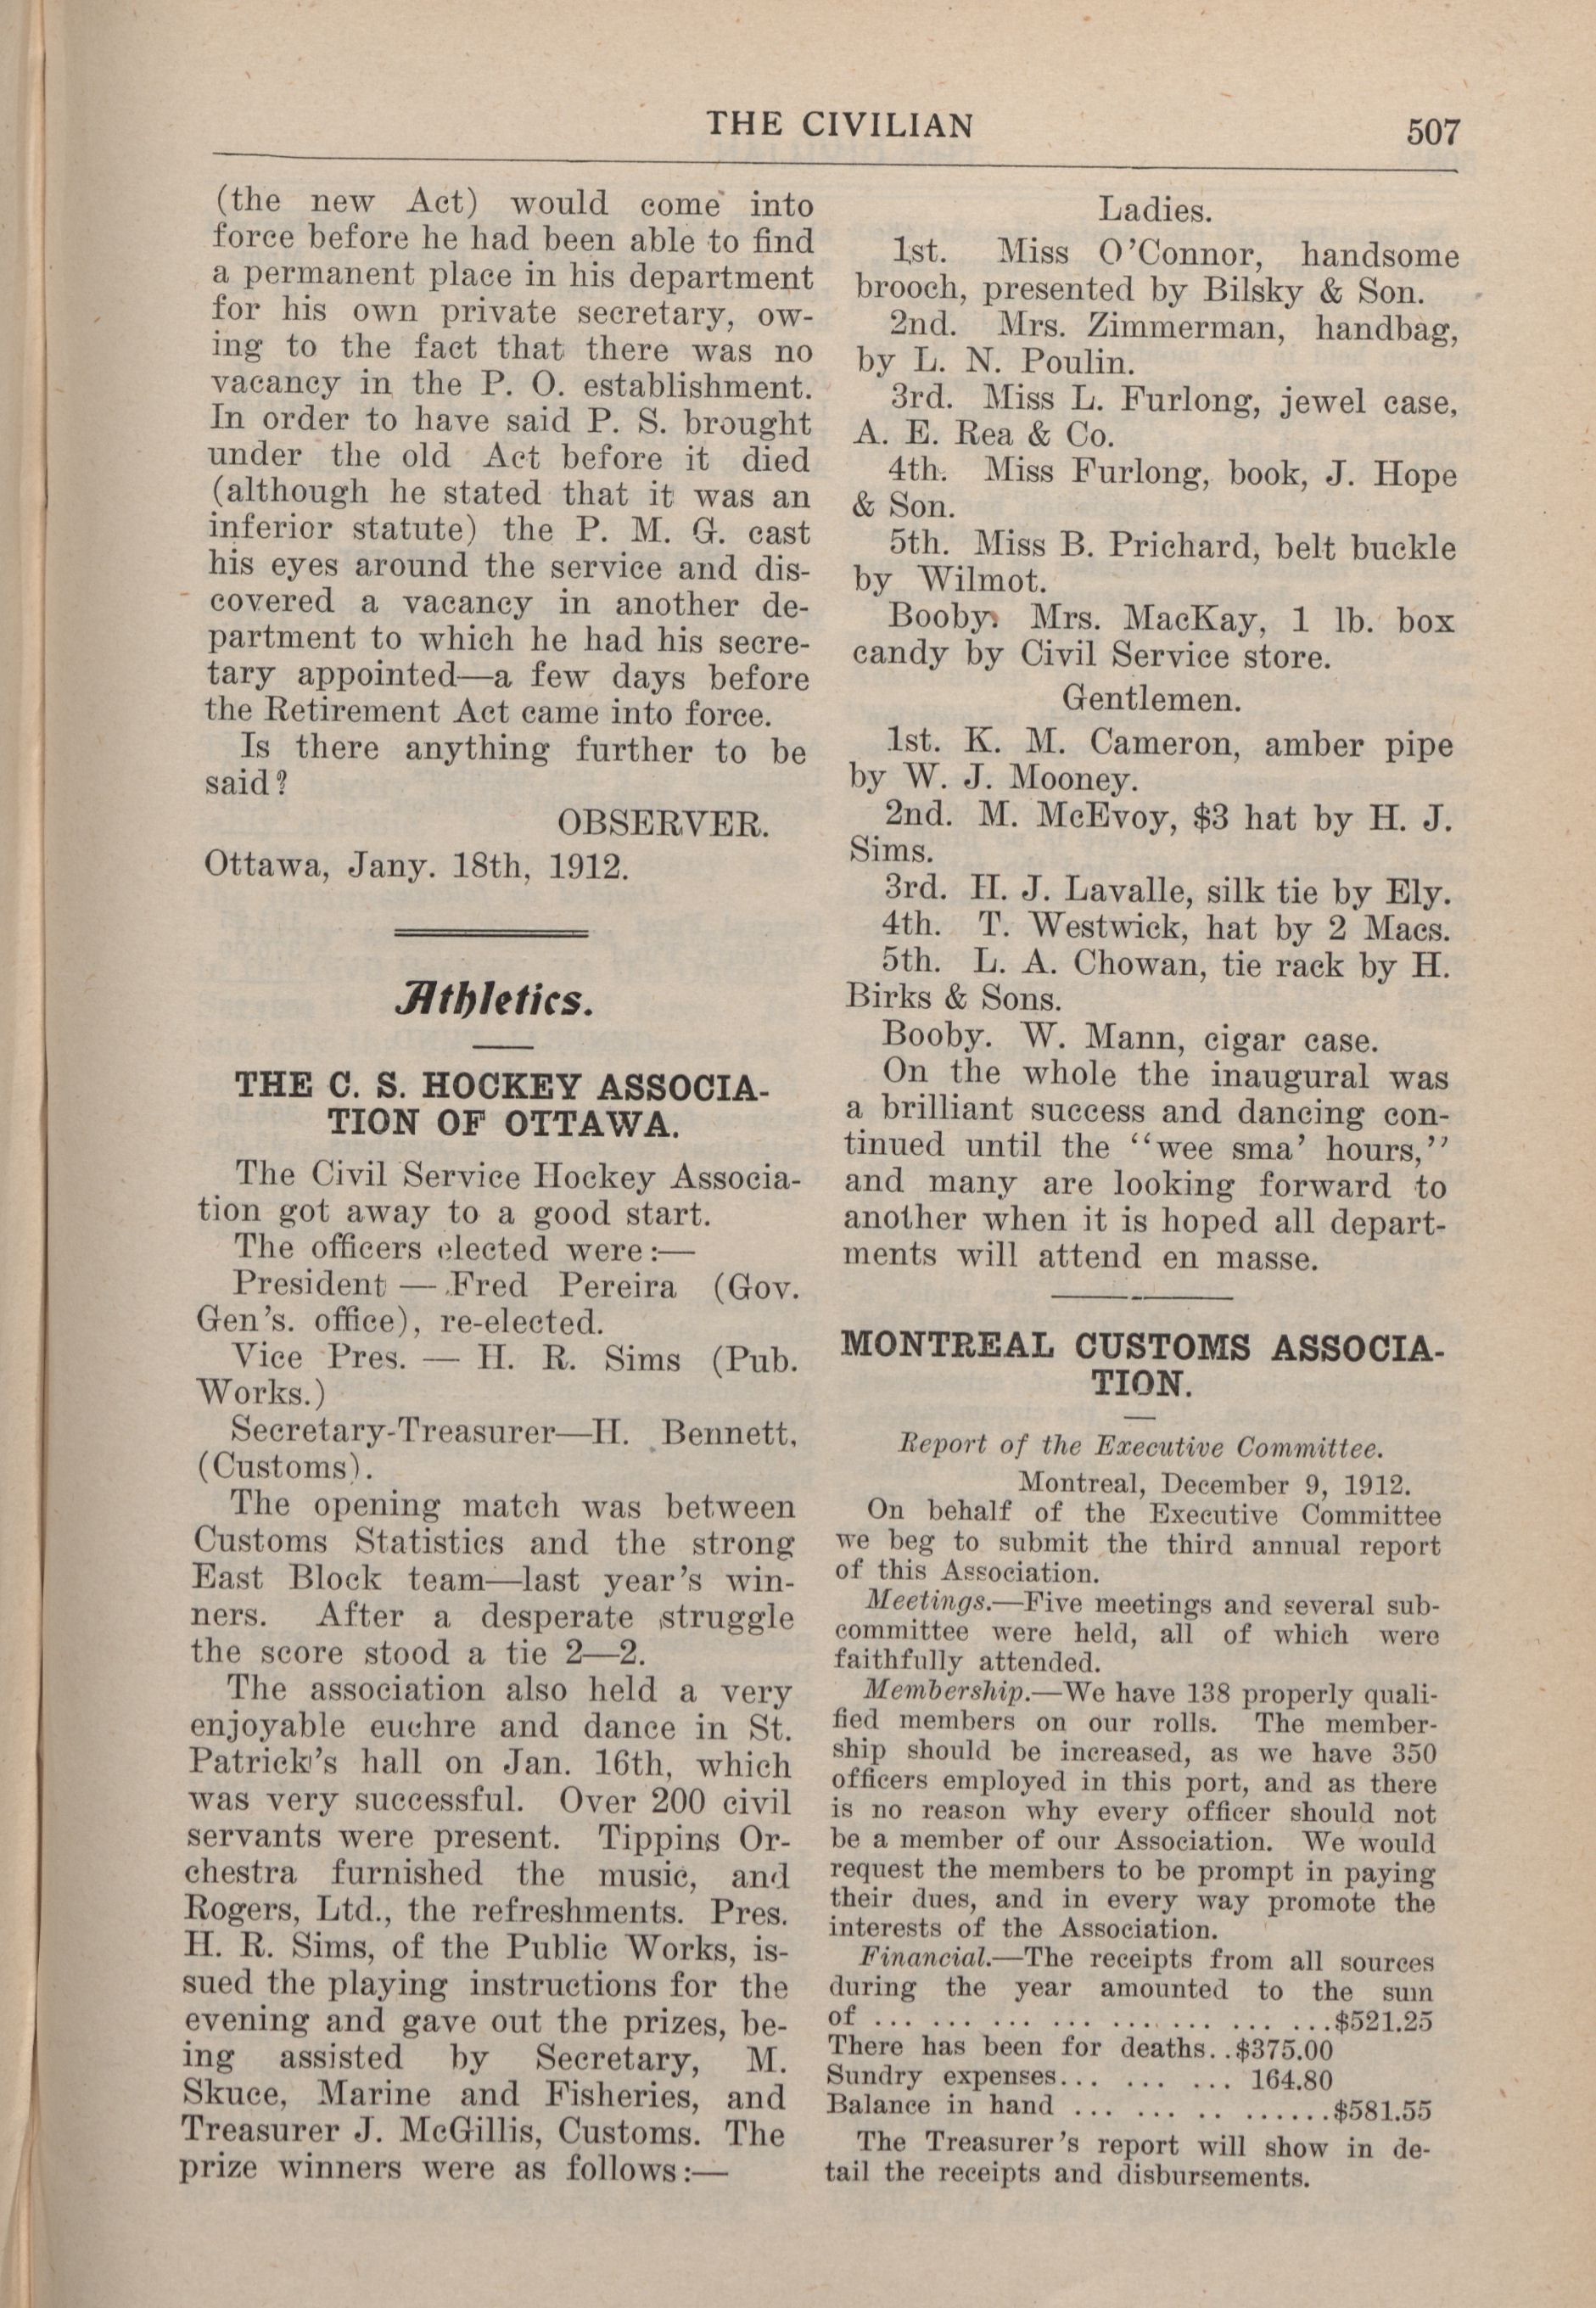 THE CIVILIAN
507
(the new Act) would come into
force before he had been able to find
a permanent place in his department
for his own private secretary, ow-
ing to the fact that there was no
vacancy in the P. O. establishment.
In order to have said P. S. brought
under the old Act before it died
(although he stated that it was an
inferior statute) the P. M. G. cast
his eyes around the service and dis-
covered a vacancy in another de-
partment to which he had his secre-
tary appointed—a few days before
the Retirement Act came into force.
Is there anything further to be
said?
OBSERVER.
Ottawa, Jany. 18th, 1912.
Athletics.
THE C. S. HOCKEY ASSOCIA-
TION OF OTTAWA.
The Civil Service Hockey Associa-
tion got away to a good start.
The officers elected were:—
President — Fred Pereira (Gov.
Gen's. office), re-elected.
Vice Pres. — H. R. Sims (Pub.
Works.)
Secretary-Treasurer—H. Bennett,
(Customs).
The opening match was between
Customs Statistics and the strong
East Block team—last year's win-
ners. After a desperate struggle
the score stood a tie 2—2.
The association also held a very
enjoyable euchre and dance in St.
Patrick's hall on Jan. 16th, which
was very successful. Over 200 civil
servants were present. Tippins Or-
chestra furnished the music, and
Rogers, Ltd., the refreshments. Pres.
H. R. Sims, of the Public Works, is-
sued the playing instructions for the
evening and gave out the prizes, be-
ing assisted by Secretary, M.
Skuce, Marine and Fisheries, and
Treasurer J. McGillis, Customs. The
prize winners were as follows:—
Ladies.
1st. Miss O'Connor, handsome
brooch, presented by Bilsky & Son.
2nd. Mrs. Zimmerman, handbag,
by L. N. Poulin.
3rd. Miss L. Furlong, jewel case,
A. E. Rea & Co.
4th. Miss Furlong, book, J. Hope
& Son.
5th. Miss B. Prichard, belt buckle
by Wilmot.
Booby. Mrs. MacKay, 1 lb. box
candy by Civil Service store.
Gentlemen.
1st. K. M. Cameron, amber pipe
by W. J. Mooney.
2nd. M. McEvoy, $3 hat by H. J.
Sims.
3rd. H. J. Lavalle, silk tie by Ely.
4th. T. Westwick, hat by 2 Macs.
5th. L. A. Chowan, tie rack by H.
Birks & Sons.
Booby. W. Mann, cigar case.
On the whole the inaugural was
a brilliant success and dancing con-
tinued until the "wee sma' hours,"
and many are looking forward to
another when it is hoped all depart-
ments will attend en masse.
MONTREAL CUSTOMS ASSOCIA-
TION.
Report of the Executive Committee.
Montreal, December 9, 1912.
On behalf of the Executive Committee
we beg to submit the third annual report
of this Association.
Meetings.—Five meetings and several sub-
committee were held, all of which were
faithfully attended.
Membership.—We have 138 properly quali-
fied members on our rolls. The member-
ship should be increased, as we have 350
officers employed in this port, and as there
is no reason why every officer should not
be a member of our Association. We would
request the members to be prompt in paying
their dues, and in every way promote the
interests of the Association.
Financial.—The receipts from all sources
during the year amounted to the sum
of ... ... ... ... ... ... ... ...$521.25
There has been for deaths..$375.00
Sundry expenses... ... ... 164.80
Balance in hand ... ... .. ......$581.55
The Treasurer's report will show in de-
tail the receipts and disbursements.